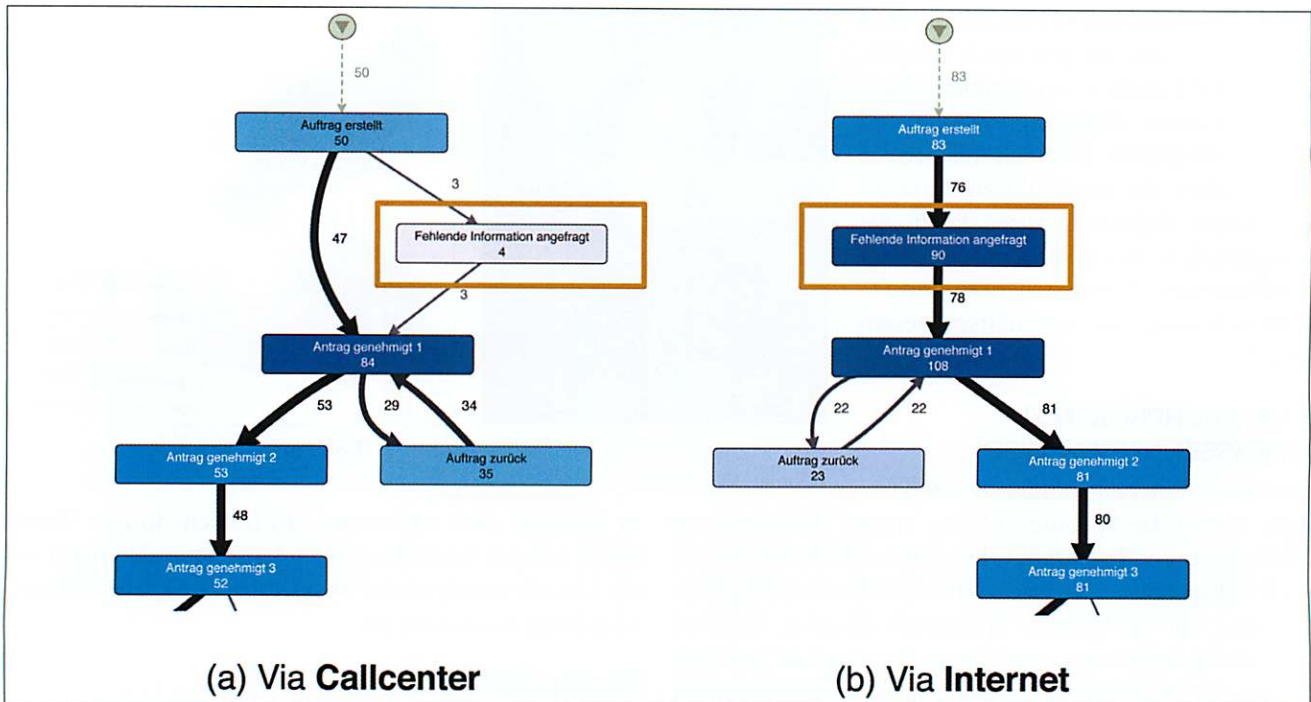 50
Auftrag erstellt
50
3
47
Fehlende Information angefragt
4
3
Antrag genehmigt 1
84
53
29
34
Antrag genehmigt 2
53
Auftrag zurück
35
48
Antrag genehmigt 3
52
(a) Via Callcenter
83
Auftrag erstellt
83
76
Fehlende Information angefragt
90
78
Antrag genehmigt 1
108
22
22
81
Auftrag zurück
23
Antrag genehmigt 2
81
80
Antrag genehmigt 3
81
(b) Via Internet